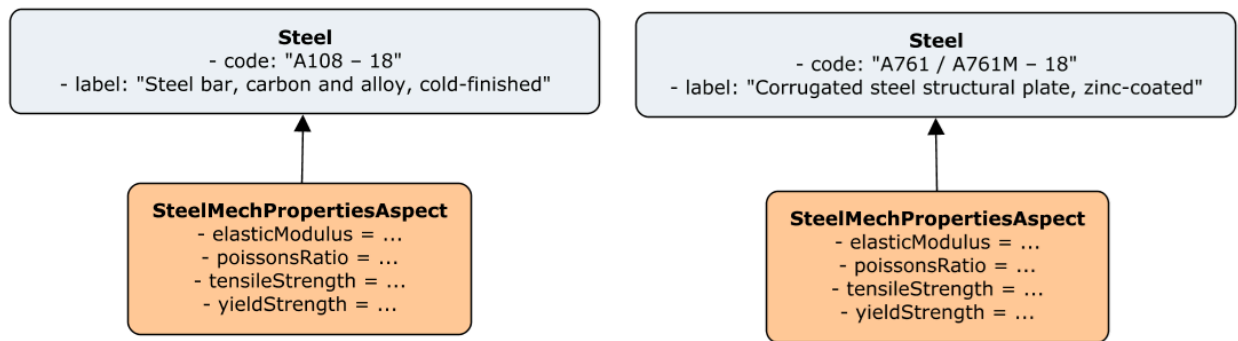 Steel
- code: "A108 – 18"
- label: "Steel bar, carbon and alloy, cold-finished"
SteelMechPropertiesAspect
- elasticModulus = ...
- poissonsRatio = ...
- tensileStrength = ...
- yieldStrength = ...
Steel
- code: "A761 / A761M – 18"
- label: "Corrugated steel structural plate, zinc-coated"
SteelMechPropertiesAspect
- elasticModulus = ...
- poissonsRatio = ...
- tensileStrength = ...
- yieldStrength = ...